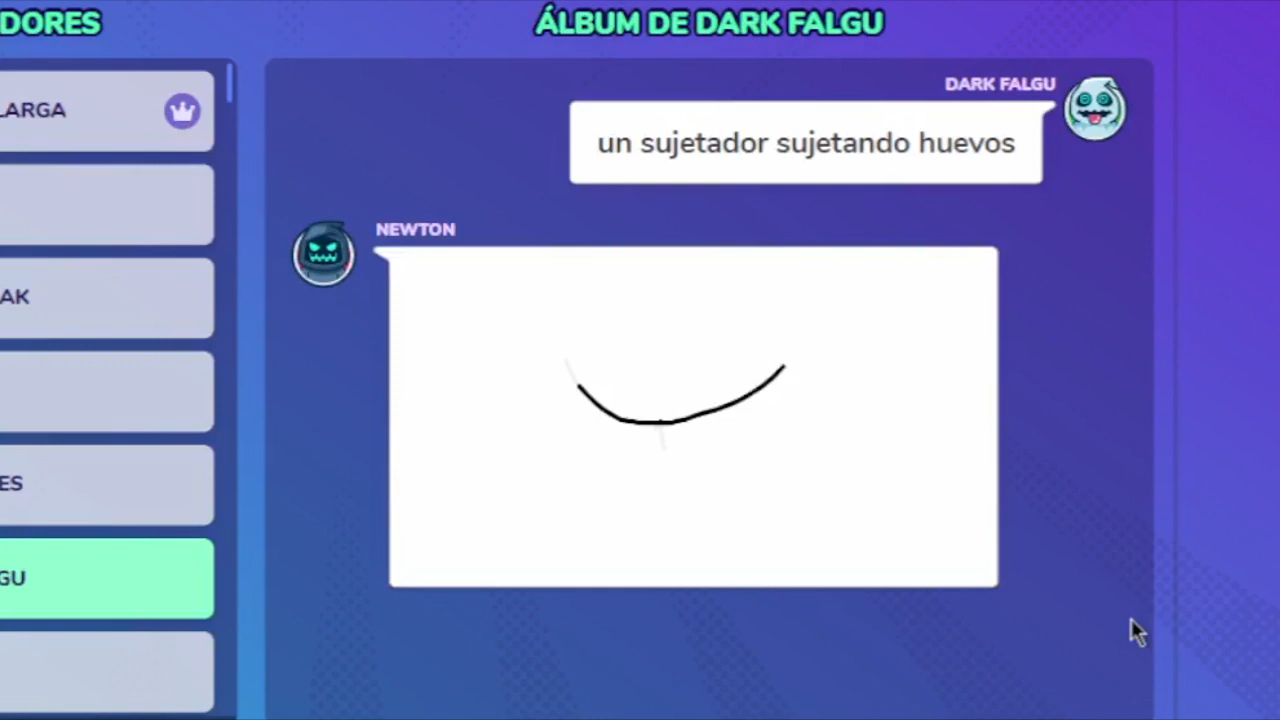 DORES
ÁLBUM DE DARK FALGU
LARGA
AK
ES
GU
DARK FALGU
un sujetador sujetando huevos
NEWTON